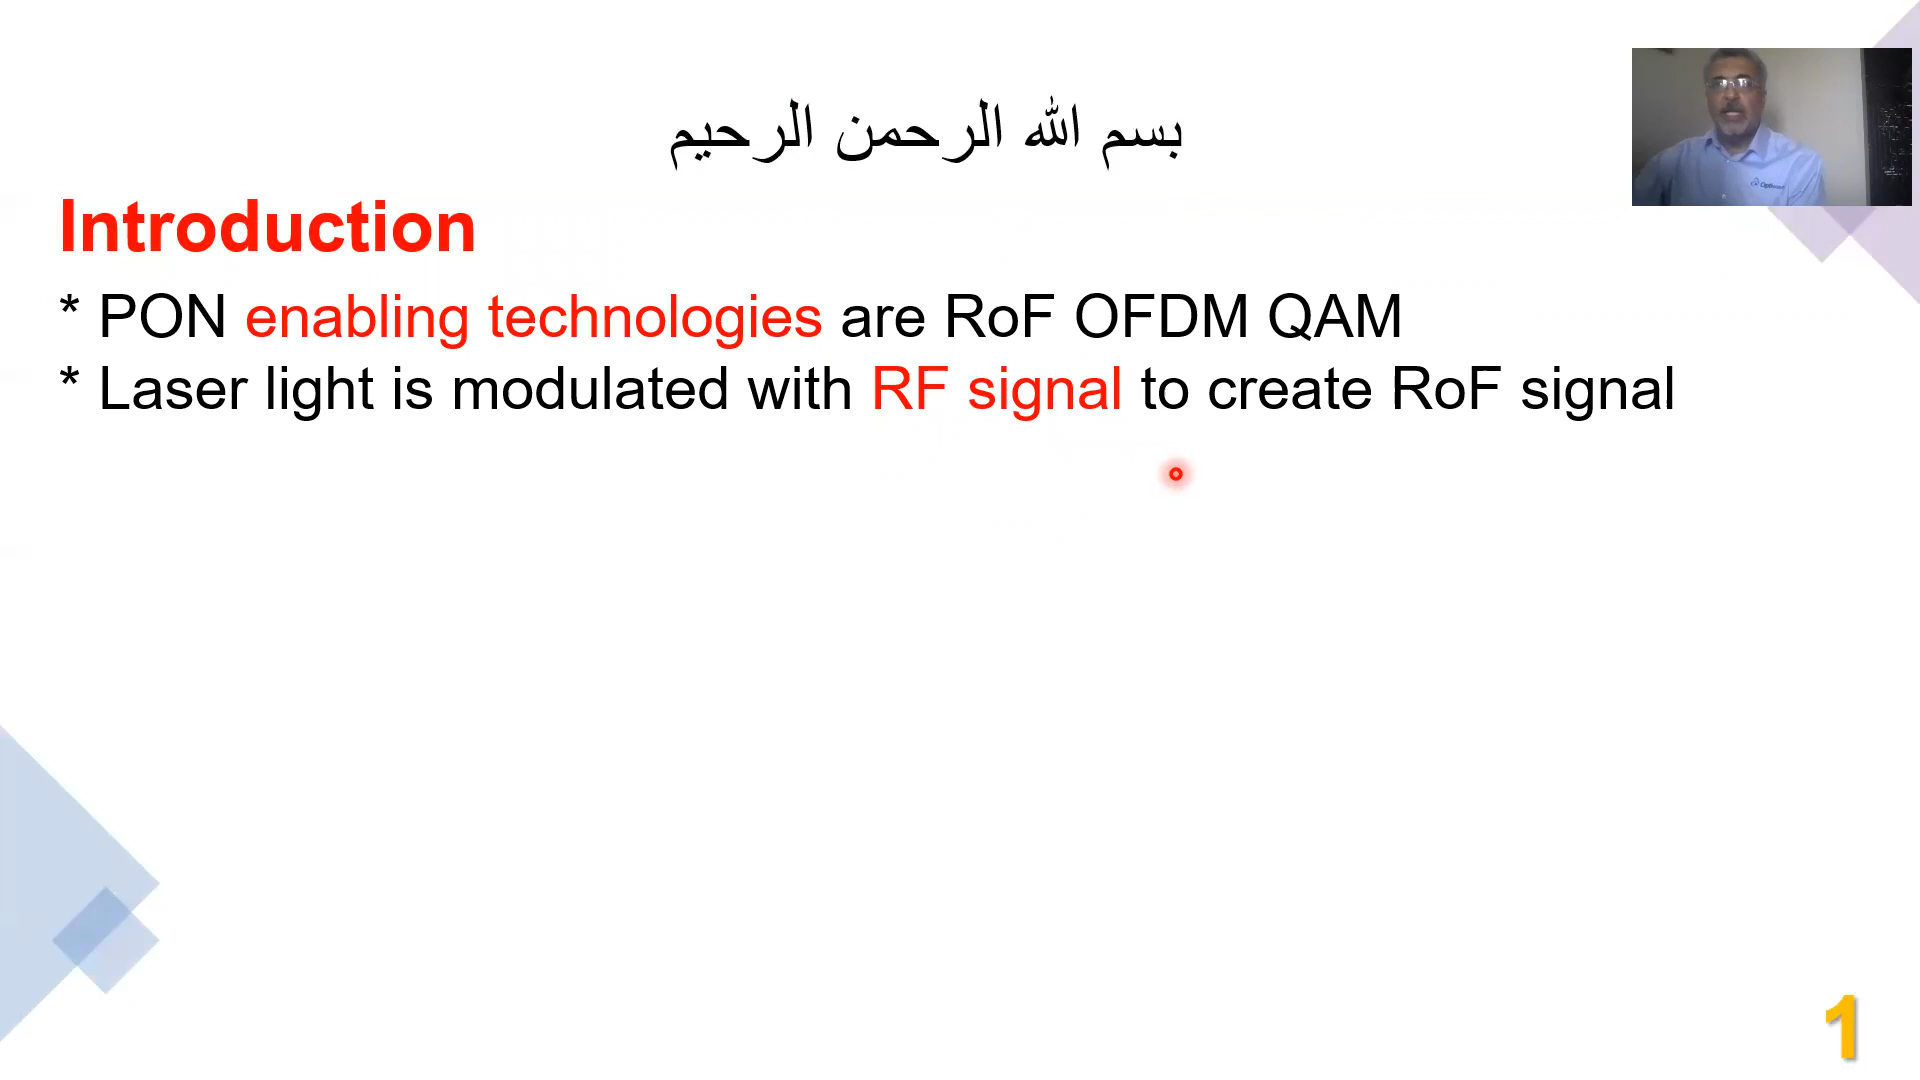 بسم الله الرحمن الرحيم
Introduction
* PON enabling technologies are RoF OFDM QAM
* Laser light is modulated with RF signal to create RoF signal
1